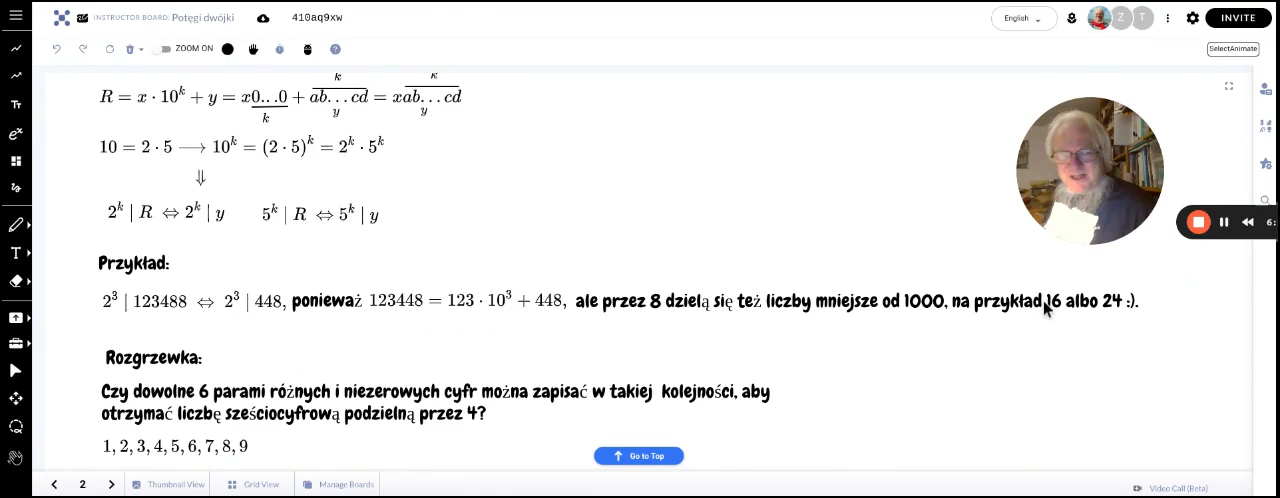 INSTRUCTOR BOARD: Potęgi dwójki
410aq9xw
English
Z
T
INVITE
ZOOM ON
SelectAnimate
k k
R = x · 10^k + y = x0...0 + ab...cd = xab...cd
k y y
10 = 2 · 5 ⟶ 10^k = (2 · 5)^k = 2^k · 5^k
⇓
2^k | R ⇔ 2^k | y 5^k | R ⇔ 5^k | y
6:
Przykład:
2^3 | 123488 ⇔ 2^3 | 448, ponieważ 123448 = 123 · 10^3 + 448, ale przez 8 dzielą się też liczby mniejsze od 1000, na przykład 16 albo 24 :).
Rozgrzewka:
Czy dowolne 6 parami różnych i niezerowych cyfr można zapisać w takiej kolejności, aby
otrzymać liczbę sześciocyfrową podzielną przez 4?
1, 2, 3, 4, 5, 6, 7, 8, 9
Go to Top
2
Thumbnail View
Grid View
Manage Boards
Video Call (Beta)